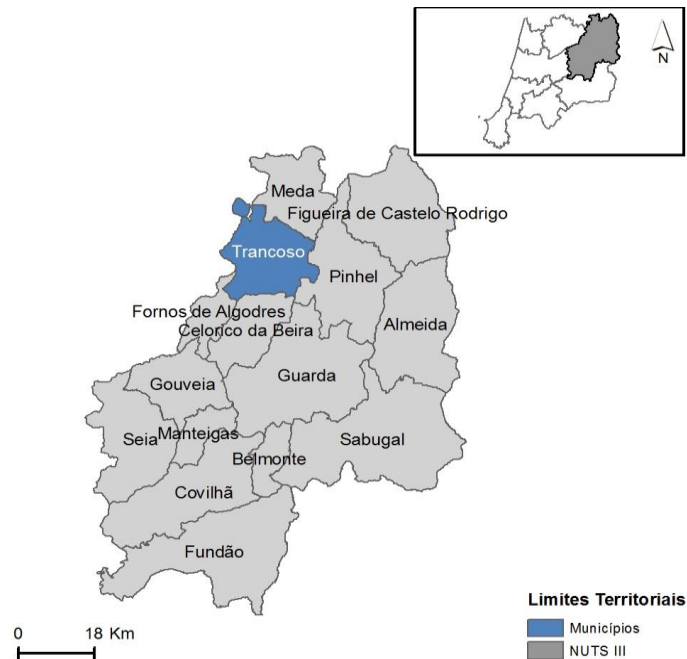 N
Meda
Figueira de Castelo Rodrigo
Trancoso
Pinhel
Fornos de Algodres
Celorico da Beira
Almeida
Guarda
Gouveia
Seia
Manteigas
Sabugal
Belmonte
Covilhã
Fundão
Limites Territoriais
Municípios
NUTS III
0 18 Km